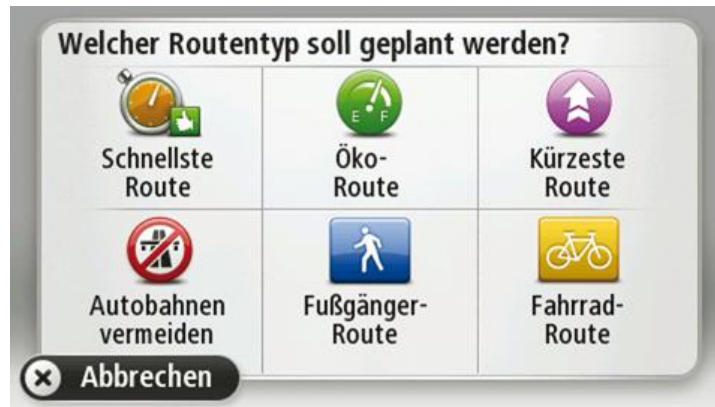 Welcher Routentyp soll geplant werden?
E F
Schnellste
Route
Öko-
Route
Kürzeste
Route
Autobahnen
vermeiden
Fußgänger-
Route
Fahrrad-
Route
Abbrechen